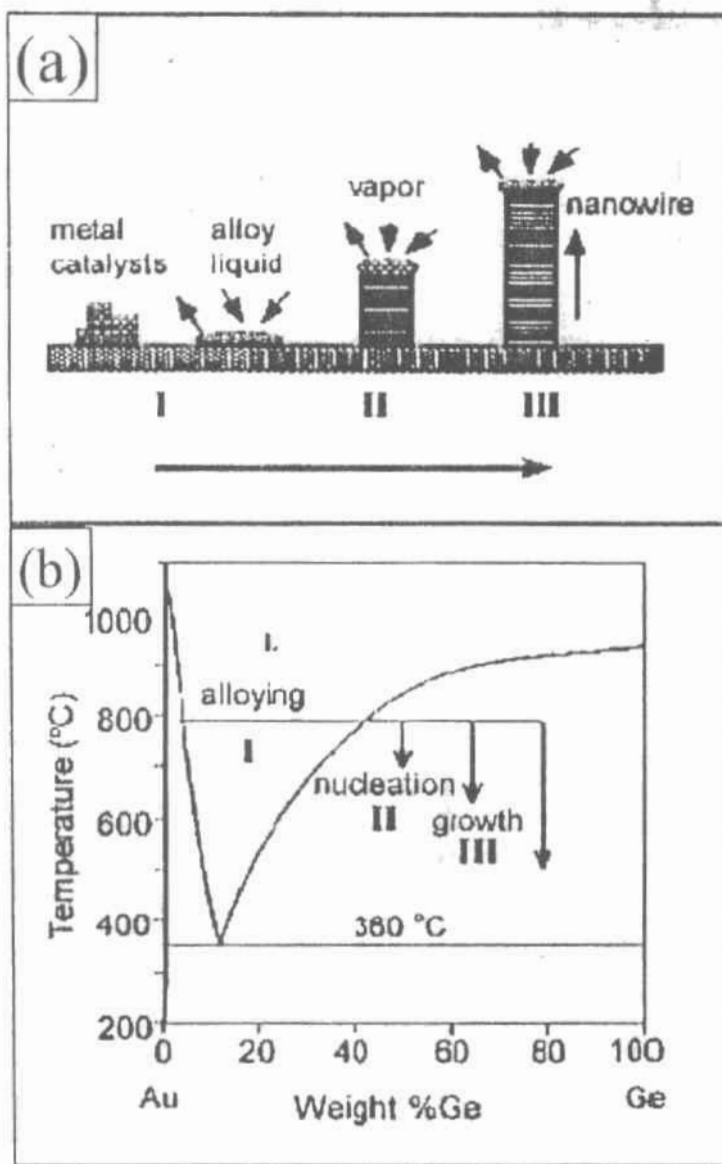 (a)
vapor
nanowire
metal
catalysts
alloy
liquid
I
II
III
(b)
Temperature (°C)
1000
800
600
400
200
L
alloying
I
nucleation
II
growth
III
360 °C
0
20
40
60
80
100
Au
Weight %Ge
Ge